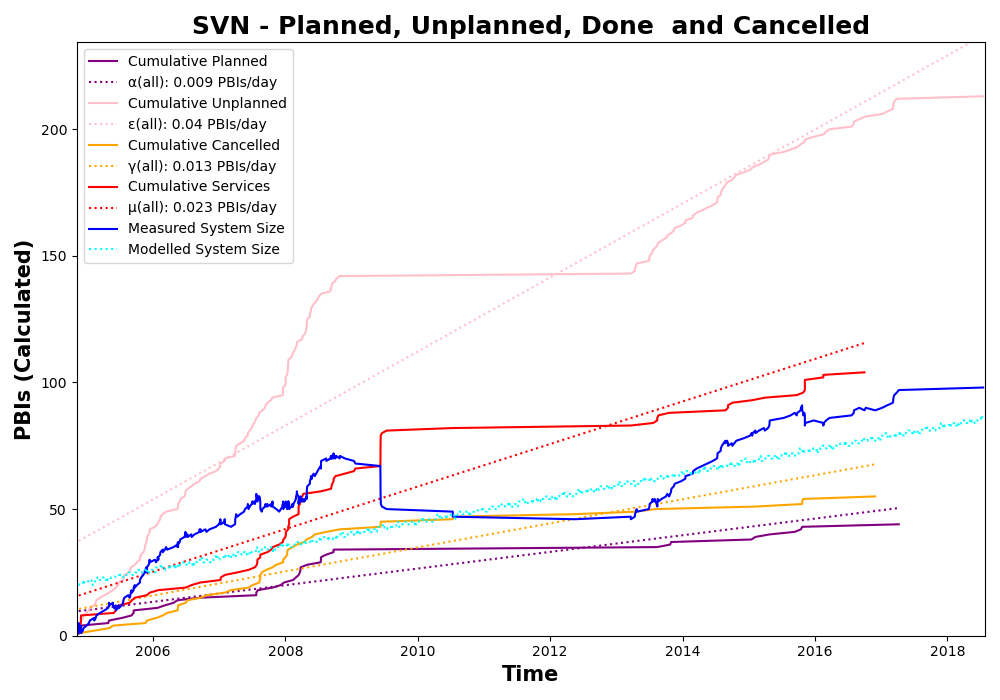 SVN - Planned, Unplanned, Done  and Cancelled
Cumulative Planned
α(all): 0.009 PBIs/day
Cumulative Unplanned
ε(all): 0.04 PBIs/day
Cumulative Cancelled
γ(all): 0.013 PBIs/day
Cumulative Services
μ(all): 0.023 PBIs/day
Measured System Size
Modelled System Size
PBIs (Calculated)
200
150
100
50
0
2006 2008 2010 2012 2014 2016 2018
Time